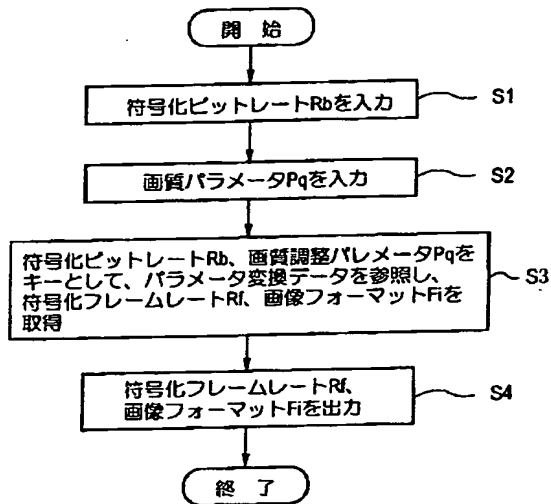 開 始
符号化ビットレートRbを入力
S1
画質パラメータPqを入力
S2
符号化ビットレートRb、画質調整パレメータPqを
キーとして、パラメータ変換データを参照し、
符号化フレームレートRf、画像フォーマットFiを
取得
S3
符号化フレームレートRf、
画像フォーマットFiを出力
S4
終 了